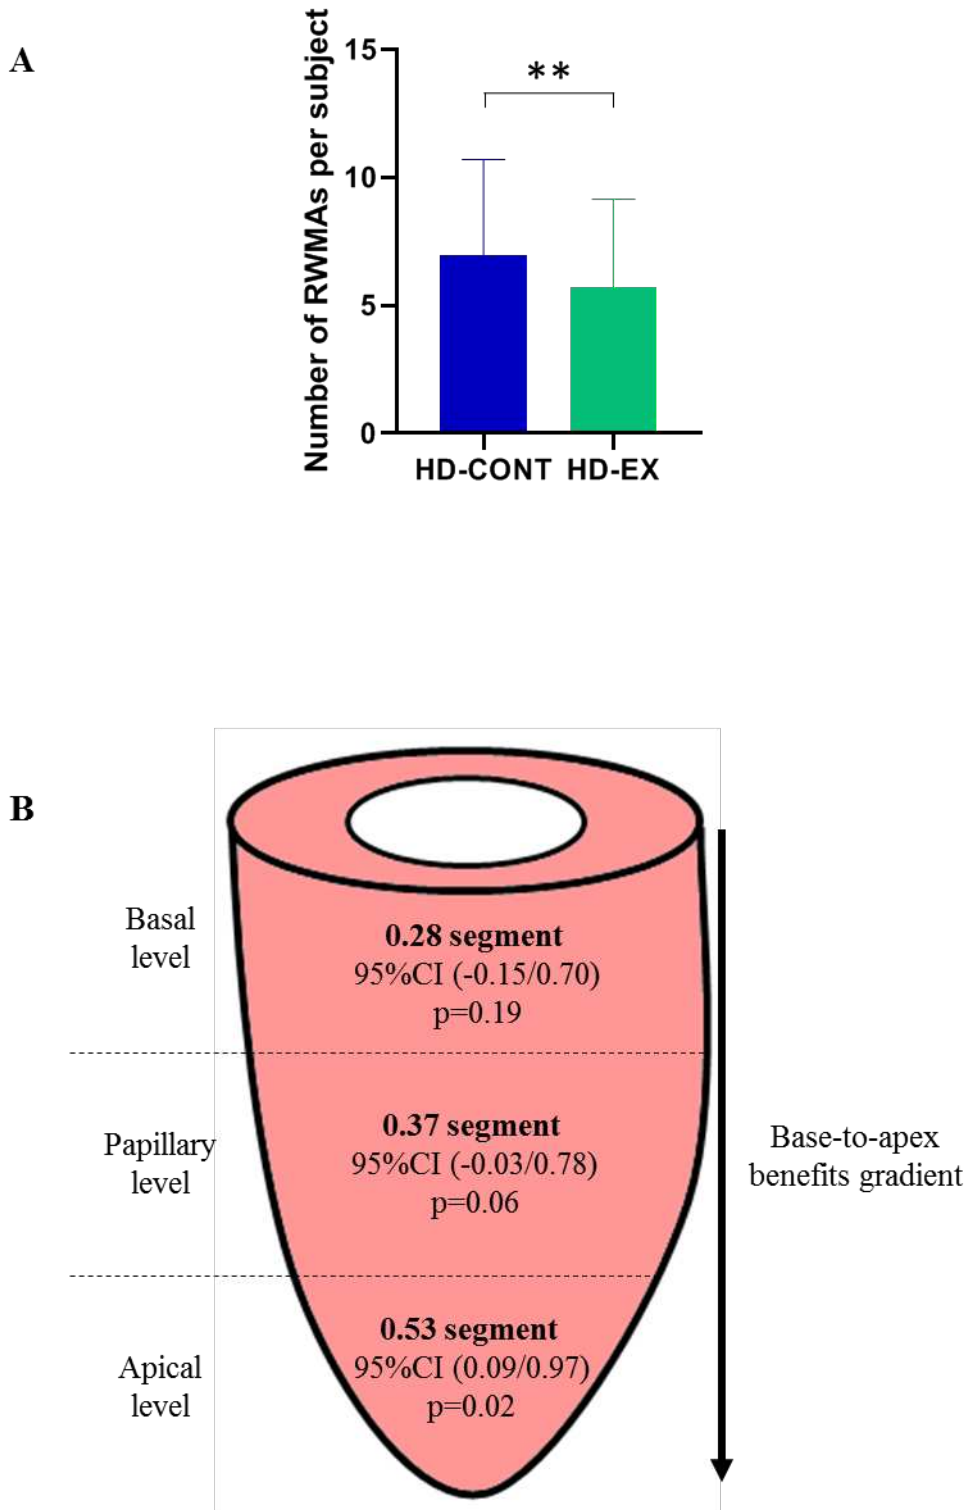 A
Number of RWMAs per subject
15
10
5
0
**
HD-CONT HD-EX
B
Basal
level
0.28 segment
95%CI (-0.15/0.70)
p=0.19
Papillary
level
0.37 segment
95%CI (-0.03/0.78)
p=0.06
Base-to-apex
benefits gradient
Apical
level
0.53 segment
95%CI (0.09/0.97)
p=0.02